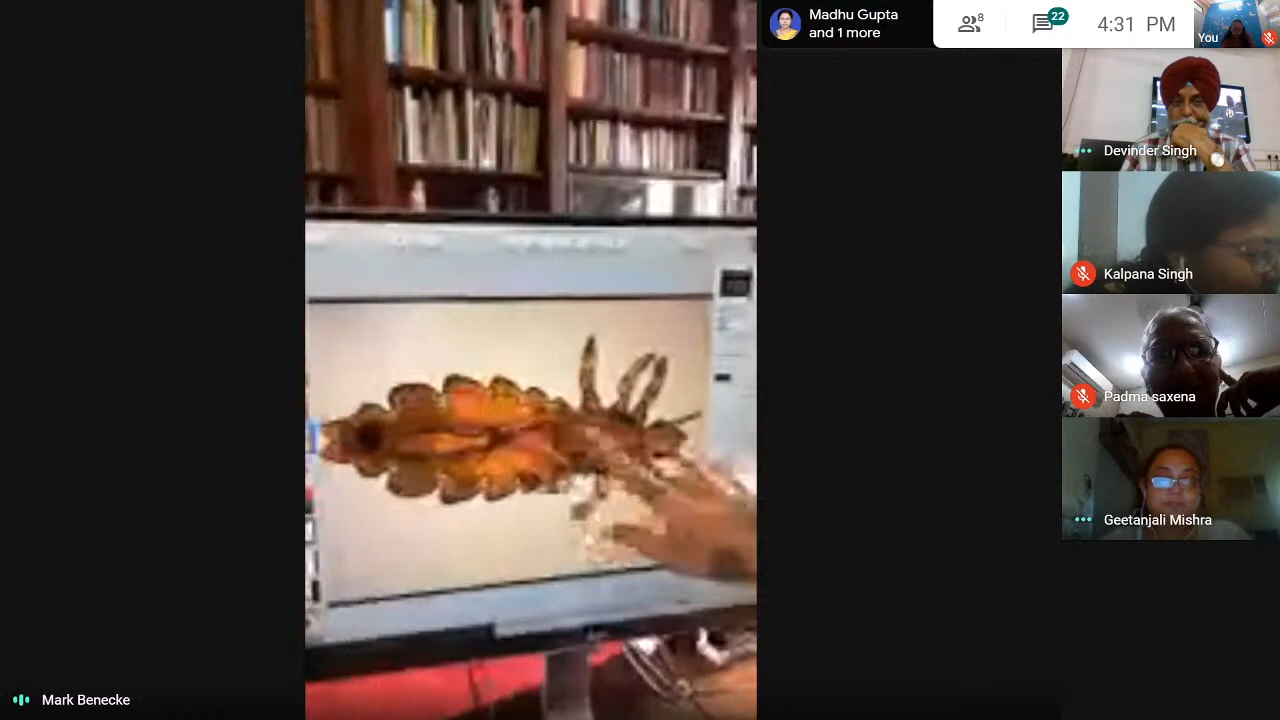 Madhu Gupta
and 1 more
8
22
4:31 PM
You
Devinder Singh
Kalpana Singh
Padma saxena
Geetanjali Mishra
Mark Benecke